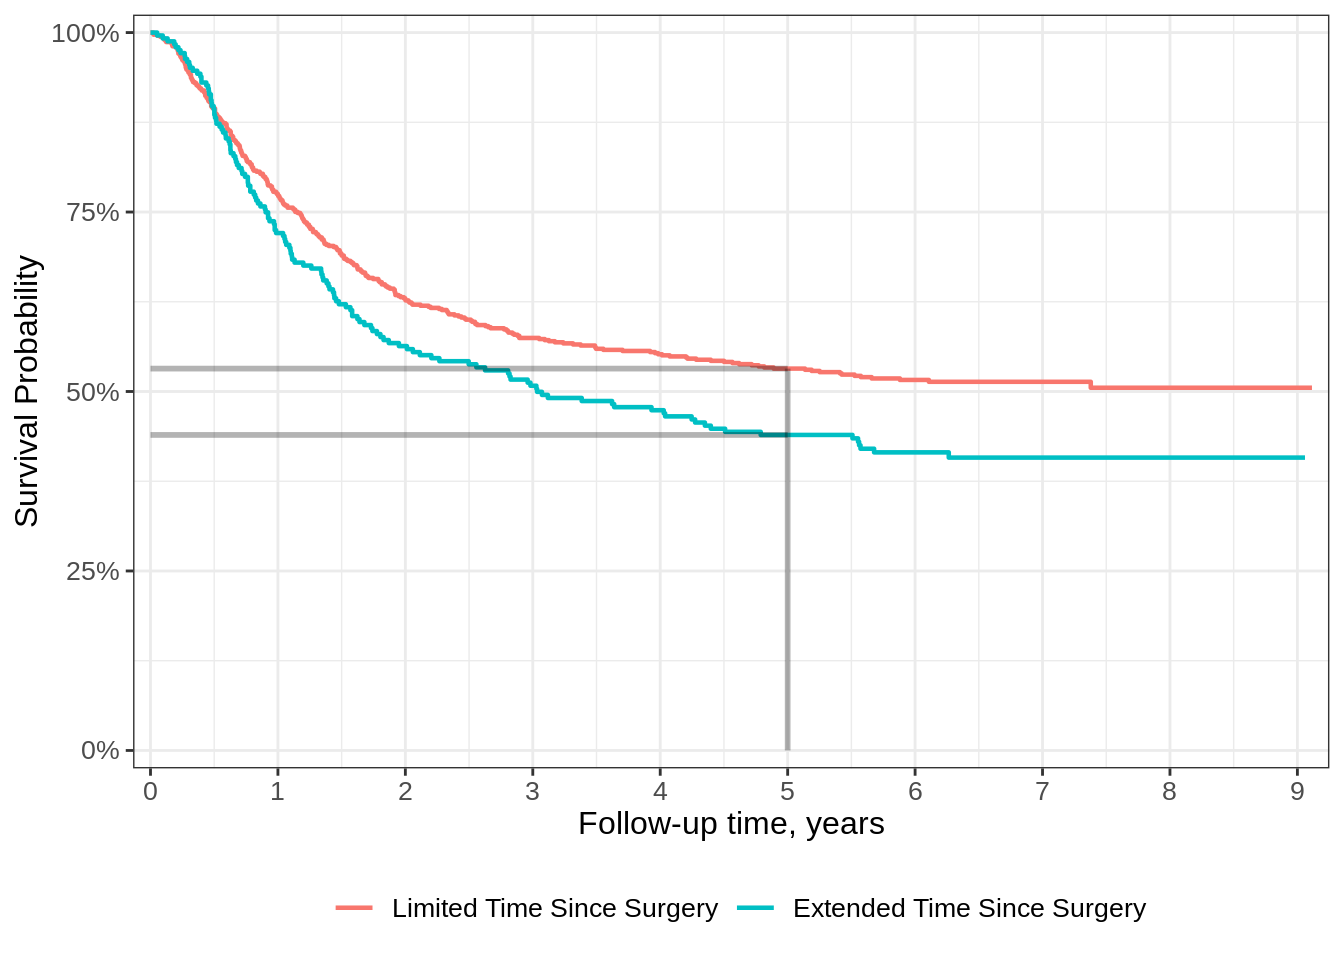 100%
75%
50%
25%
0%
Survival Probability
0 1 2 3 4 5 6 7 8 9
Follow-up time, years
Limited Time Since Surgery Extended Time Since Surgery